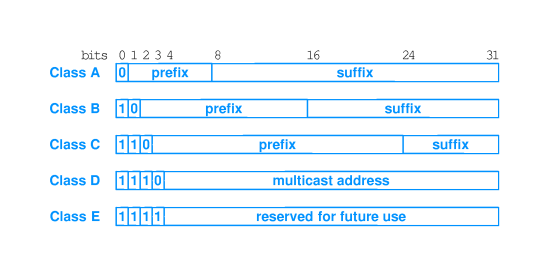 bits 0 1 2 3 4 8 16 24 31
Class A 0 prefix suffix
Class B 1 0 prefix suffix
Class C 1 1 0 prefix suffix
Class D 1 1 1 0 multicast address
Class E 1 1 1 1 reserved for future use